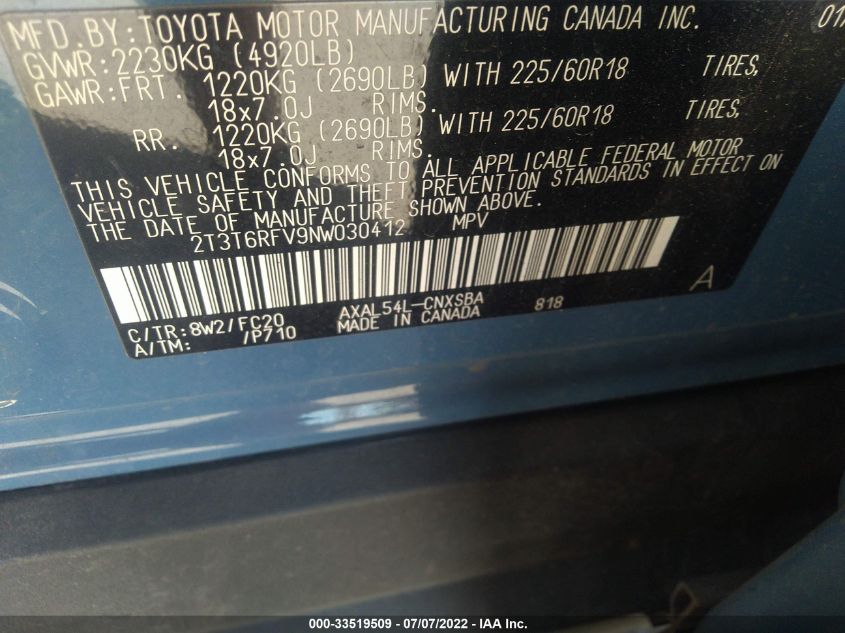 MFD.BY:TOYOTA MOTOR MANUFACTURING CANADA INC.
GVWR:2230KG (4920LB)
GAWR:FRT. 1220KG (2690LB) WITH 225/60R18 TIRES,
18x7.0J RIMS.
RR. 1220KG (2690LB) WITH 225/60R18 TIRES,
18x7.0J RIMS.
THIS VEHICLE CONFORMS TO ALL APPLICABLE FEDERAL MOTOR
VEHICLE SAFETY AND THEFT PREVENTION STANDARDS IN EFFECT ON
THE DATE OF MANUFACTURE SHOWN ABOVE.
2T3T6RFV9NW030412 MPV
A
C/TR:8W2/FC20 AXAL54L-CNXSBA 818
A/TM: /P710 MADE IN CANADA
000-33519509 - 07/07/2022 - IAA Inc.